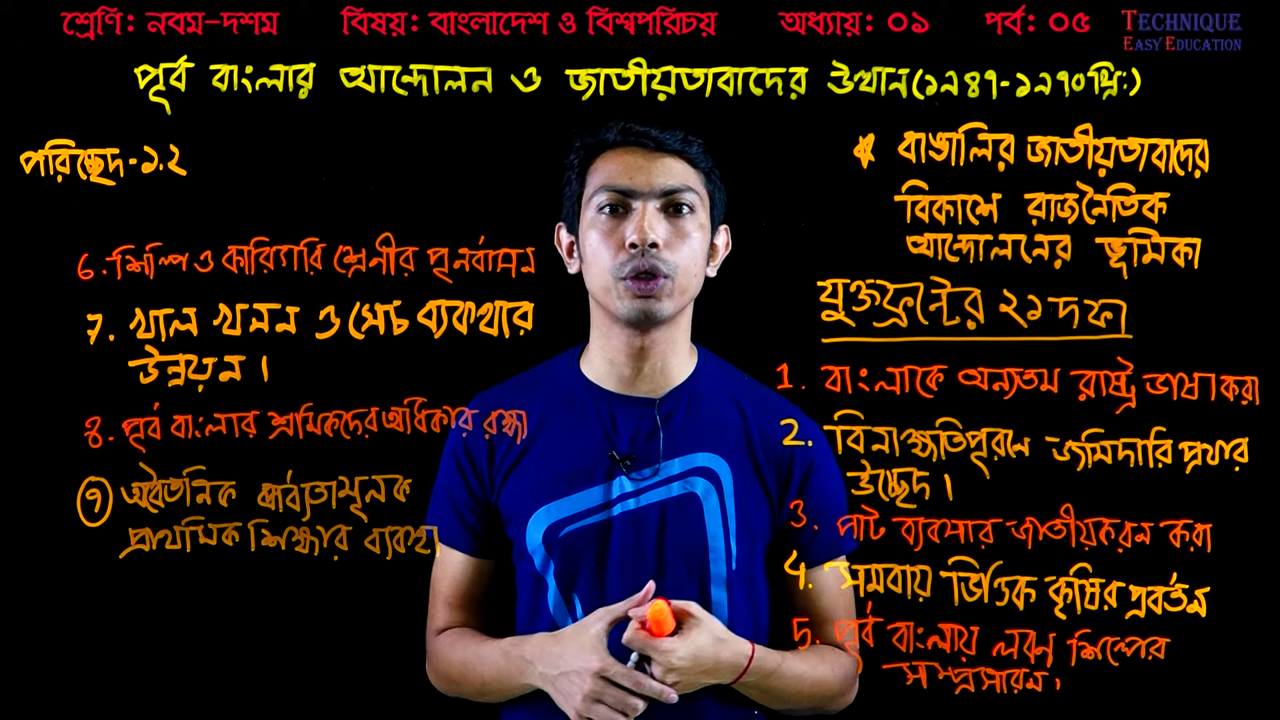 শ্রেণি: নবম-দশম বিষয়: বাংলাদেশ ও বিশ্বপরিচয় অধ্যায়: ০১ পর্ব: ০৫
TECHNIQUE
EASY EDUCATION
পূর্ব বাংলার আন্দোলন ও জাতীয়তাবাদের উত্থান(১৯৪৭-১৯৭০খ্রি:)
পরিচ্ছেদ-১.২
* বাঙালির জাতীয়তাবাদের
বিকাশে রাজনৈতিক
আন্দোলনের ভূমিকা
যুক্তফ্রন্টের ২১ দফা
1. বাংলাকে অন্যতম রাষ্ট্র ভাষা করা
2. বিনাক্ষতিপূরণে জমিদারি প্রথার
উচ্ছেদ।
3. পাট ব্যবসার জাতীয়করন করা
4. সমবায় ভিত্তিক কৃষির প্রবর্তন
5. পূর্ব বাংলায় লবণ শিল্পের
সম্প্রসারন।
6. শিল্প ও কারিগরি শ্রেনীর পূনর্বাসন
7. খাল খনন ও সেচ ব্যবস্থার
উন্নয়ন।
8. পূর্ব বাংলার শ্রমিকদের অধিকার রক্ষা
৭ অবৈতনিক বাধ্যতামূলক
প্রাথমিক শিক্ষার ব্যবস্থা